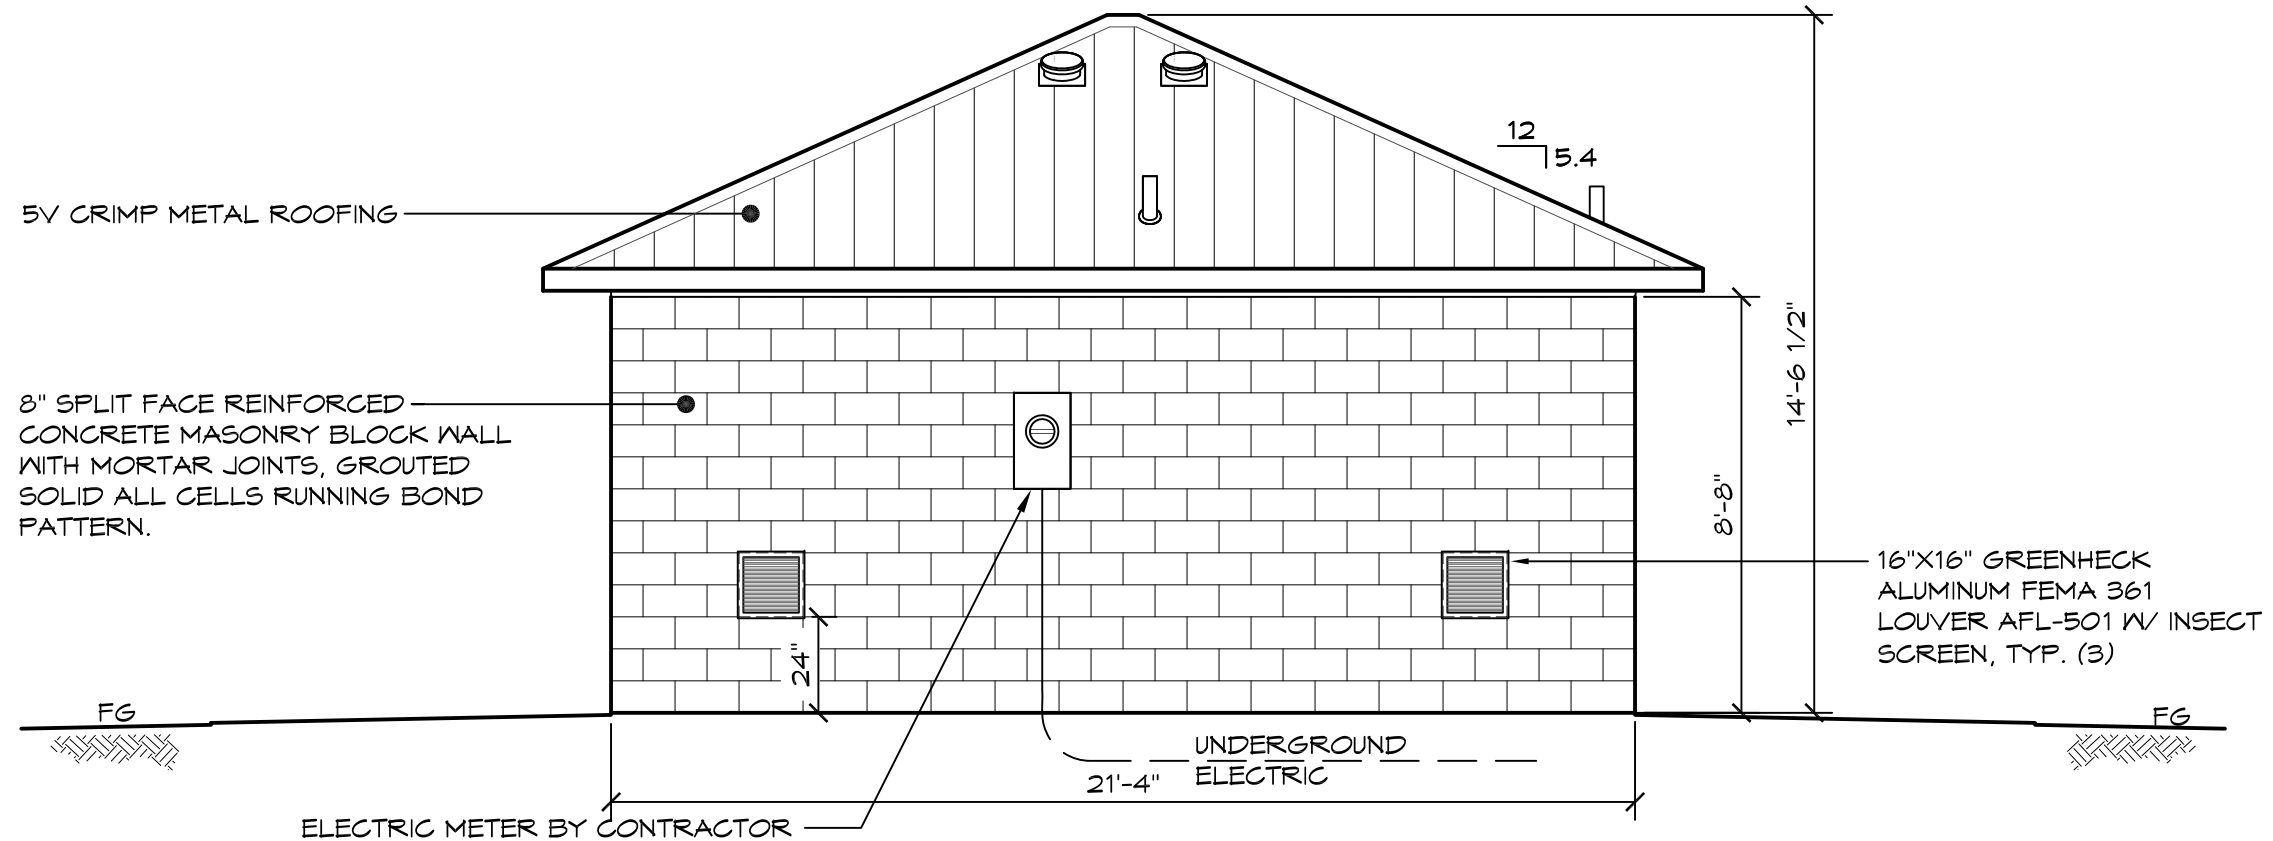 12
5.4
5V CRIMP METAL ROOFING
14'-6 1/2"
8" SPLIT FACE REINFORCED
CONCRETE MASONRY BLOCK WALL
WITH MORTAR JOINTS, GROUTED
SOLID ALL CELLS RUNNING BOND
PATTERN.
8'-8"
16"X16" GREENHECK
ALUMINUM FEMA 361
LOUVER AFL-501 W/ INSECT
SCREEN, TYP. (3)
24"
FG
FG
UNDERGROUND
ELECTRIC
21'-4"
ELECTRIC METER BY CONTRACTOR